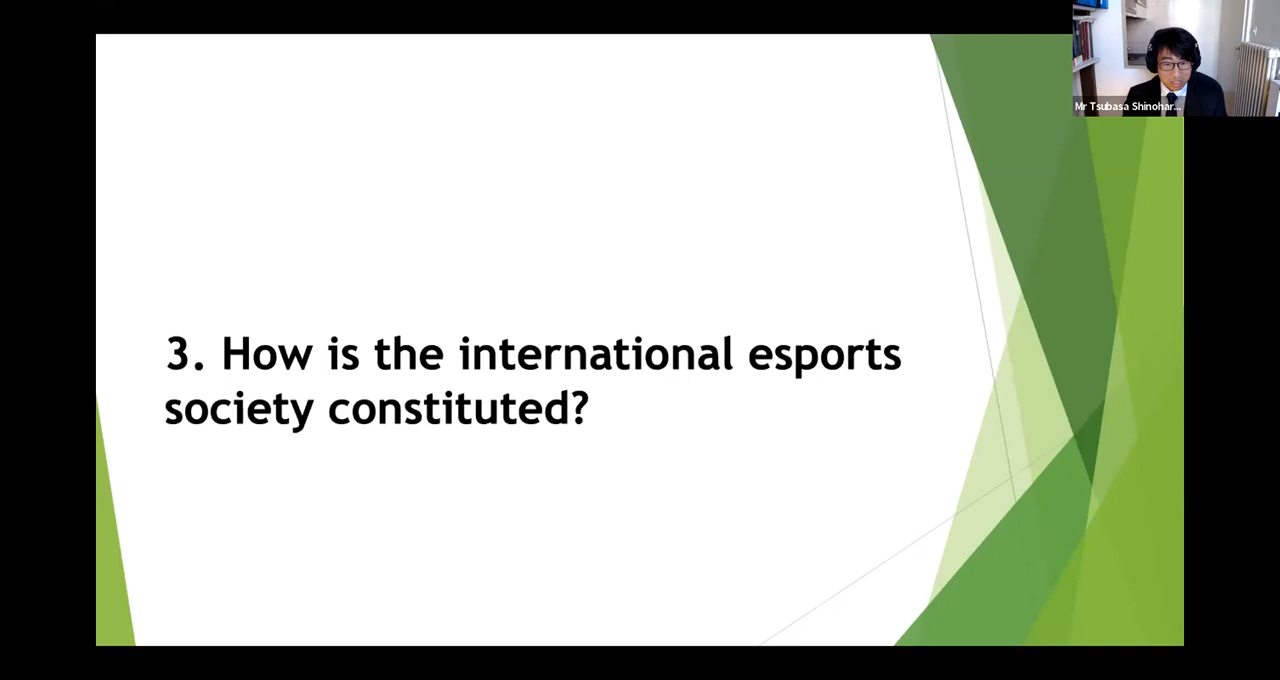 Mr Tsubasa Shinohar...
3. How is the international esports
society constituted?